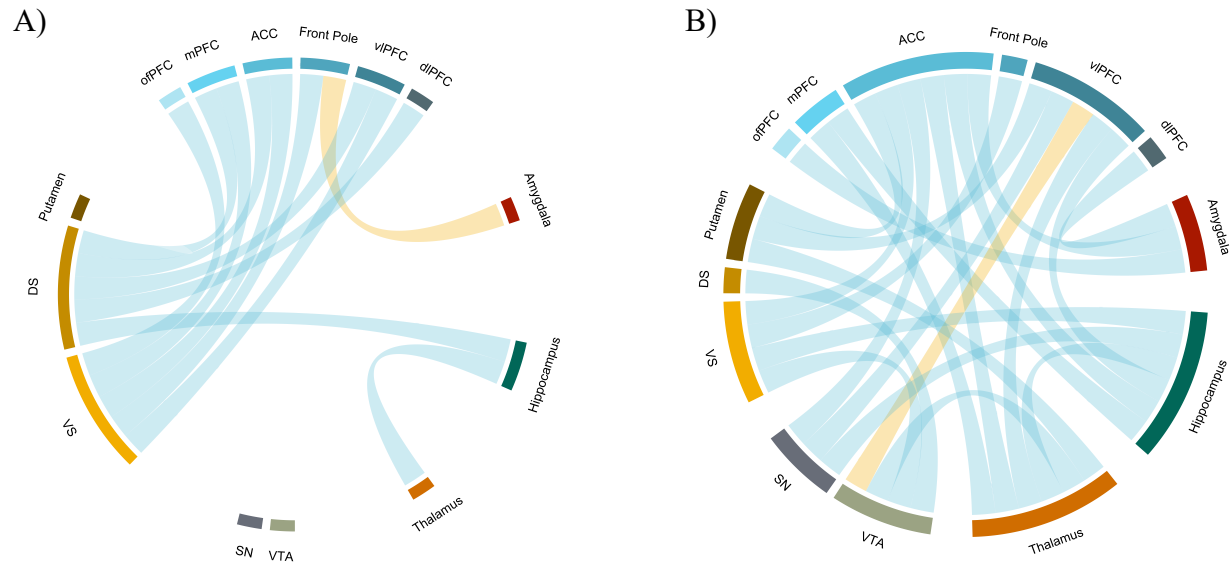 A)
ofPFC
mPFC
ACC
Front Pole
vlPFC
dlPFC
Putamen
DS
VS
Amygdala
Hippocampus
Thalamus
SN
VTA
B)
ofPFC
mPFC
ACC
Front Pole
vlPFC
dlPFC
Putamen
DS
VS
SN
VTA
Thalamus
Hippocampus
Amygdala